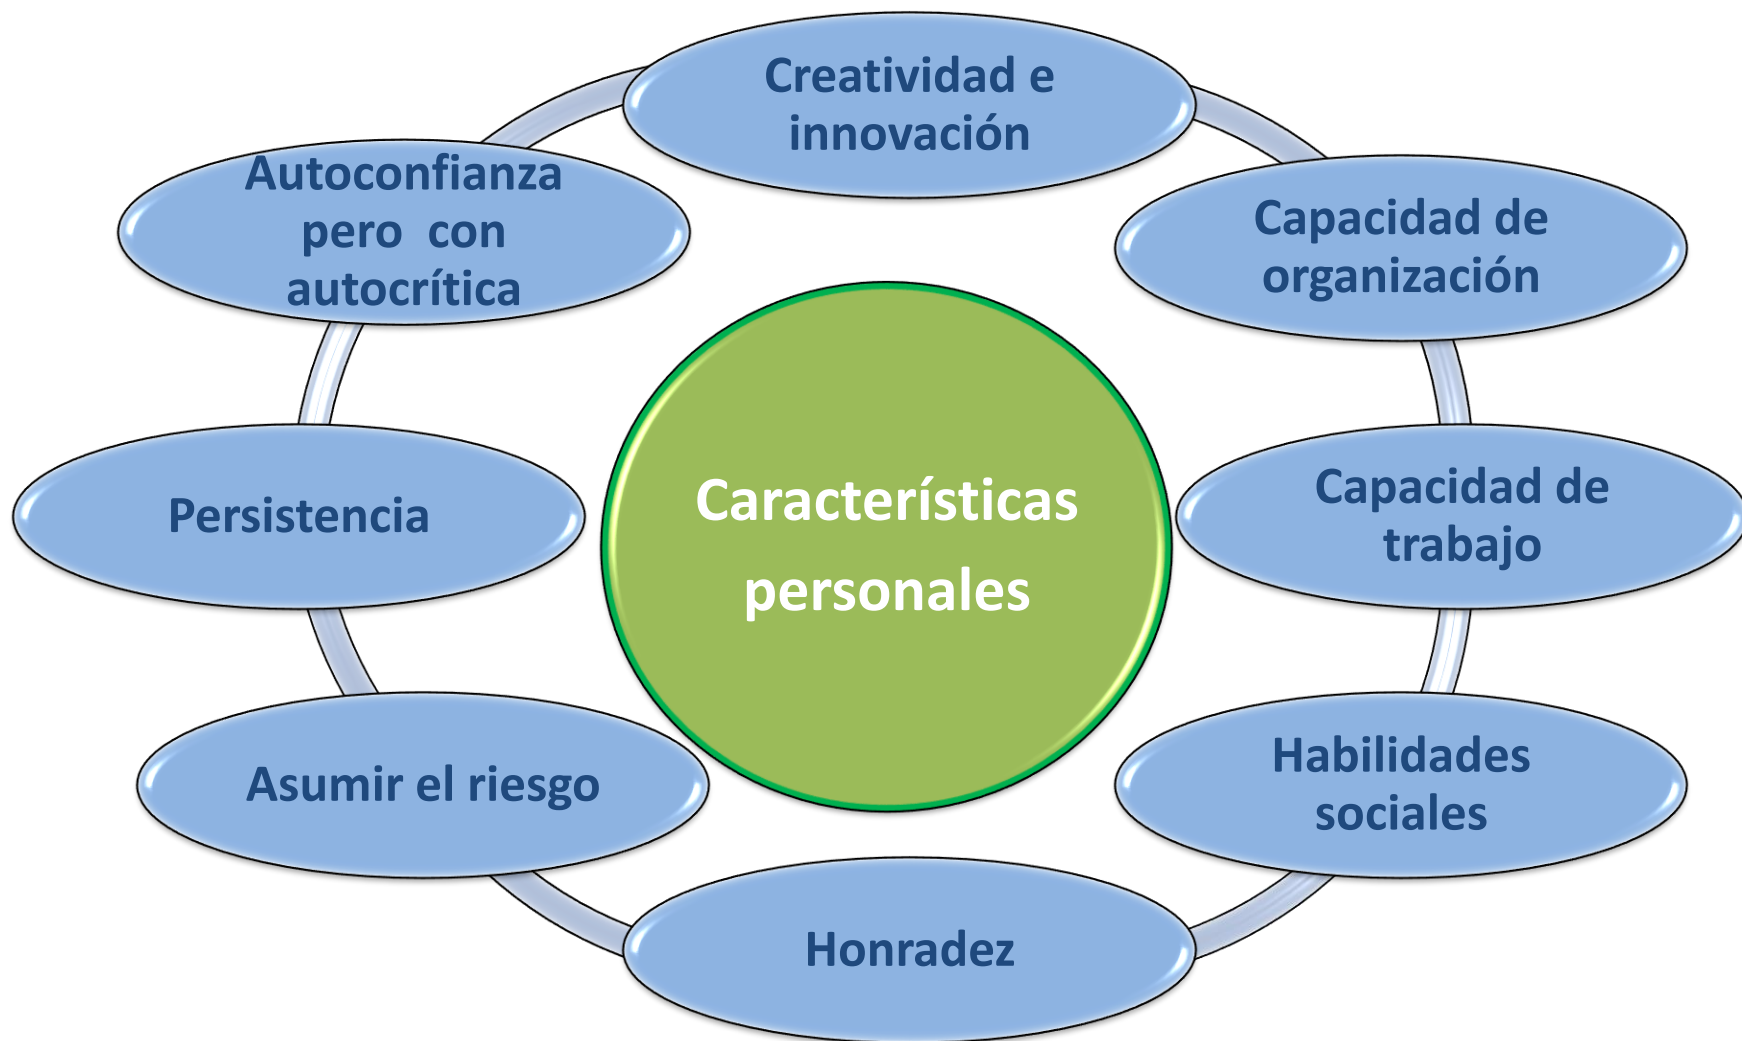 Creatividad e
innovación
Capacidad de
organización
Capacidad de
trabajo
Habilidades
sociales
Honradez
Asumir el riesgo
Persistencia
Autoconfianza
pero con
autocrítica
Características
personales